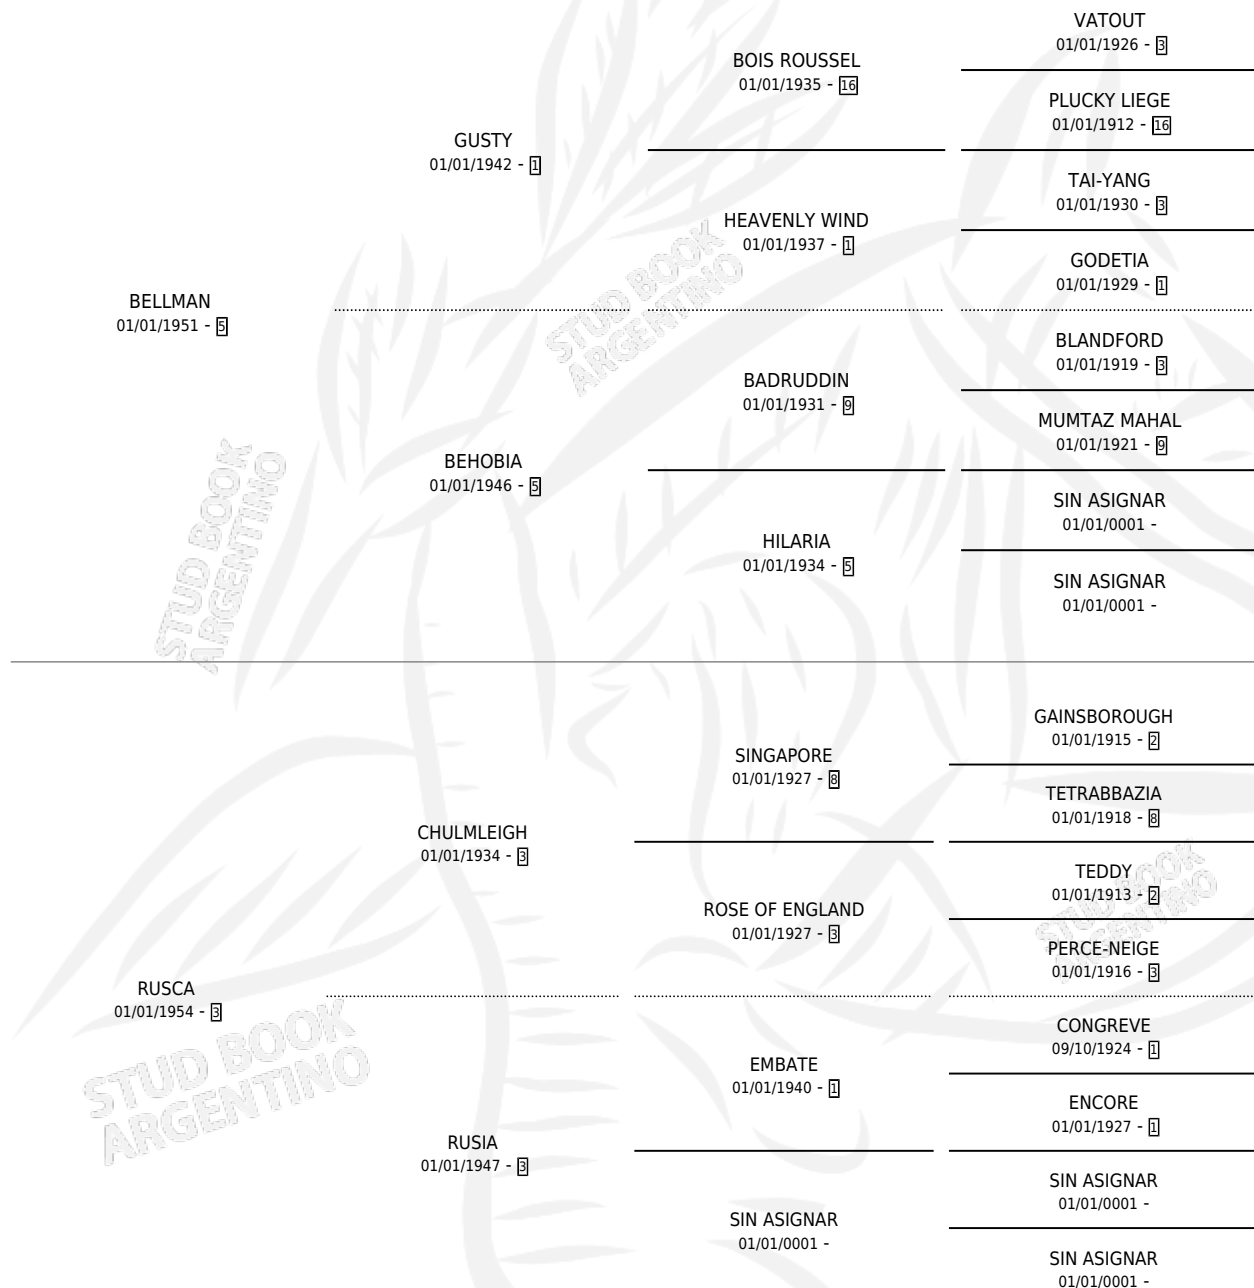 VATOUT
01/01/1926 - 3
BOIS ROUSSEL
01/01/1935 - 16
PLUCKY LIEGE
01/01/1912 - 16
GUSTY
01/01/1942 - 1
TAI-YANG
01/01/1930 - 3
HEAVENLY WIND
01/01/1937 - 1
GODETIA
01/01/1929 - 1
BELLMAN
01/01/1951 - 5
BLANDFORD
01/01/1919 - 3
BADRUDDIN
01/01/1931 - 9
MUMTAZ MAHAL
01/01/1921 - 9
BEHOBIA
01/01/1946 - 5
SIN ASIGNAR
01/01/0001 -
HILARIA
01/01/1934 - 5
SIN ASIGNAR
01/01/0001 -
GAINSBOROUGH
01/01/1915 - 2
SINGAPORE
01/01/1927 - 8
TETRABBAZIA
01/01/1918 - 8
CHULMLEIGH
01/01/1934 - 3
TEDDY
01/01/1913 - 2
ROSE OF ENGLAND
01/01/1927 - 3
PERCE-NEIGE
01/01/1916 - 3
RUSCA
01/01/1954 - 3
CONGREVE
09/10/1924 - 1
EMBATE
01/01/1940 - 1
ENCORE
01/01/1927 - 1
RUSIA
01/01/1947 - 3
SIN ASIGNAR
01/01/0001 -
SIN ASIGNAR
01/01/0001 -
SIN ASIGNAR
01/01/0001 -
STUD BOOK
ARGENTINO
STUD BOOK
ARGENTINO
STUD BOOK
ARGENTINO
STUD BOOK
ARGENTINO